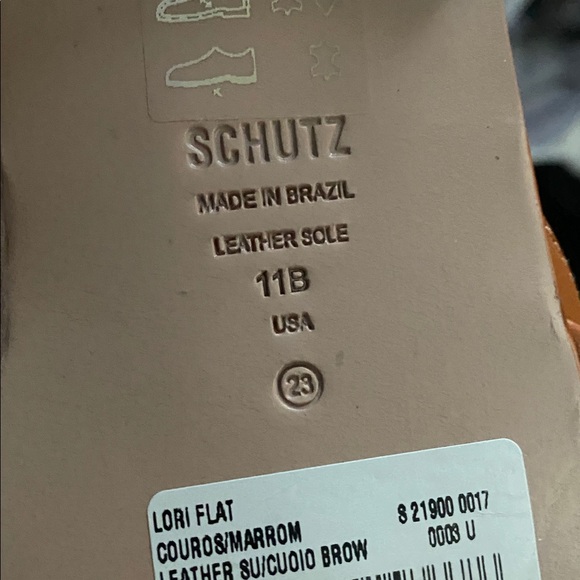 SCHUTZ
MADE IN BRAZIL
LEATHER SOLE
11B
USA
23
LORI FLAT S 21900 0017
COUROS/MARROM 0003 U
LEATHER SU/CUOIO BROW